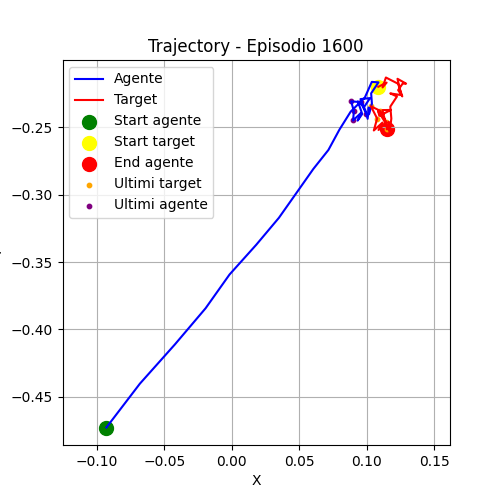 Trajectory - Episodio 1600
Agente
Target
Start agente
Start target
End agente
Ultimi target
Ultimi agente
−0.25
−0.30
−0.35
−0.40
−0.45
−0.10
−0.05
0.00
0.05
0.10
0.15
X